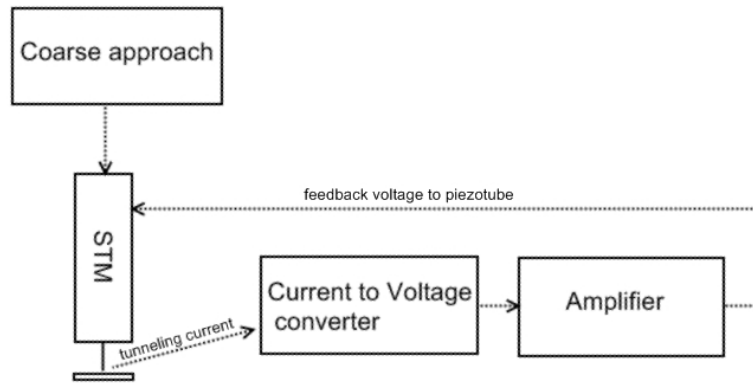 Coarse approach
feedback voltage to piezotube
STM
Current to Voltage
converter
Amplifier
tunneling current